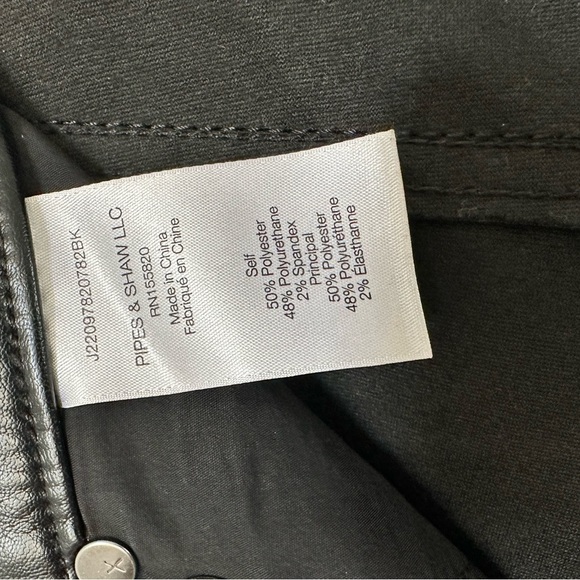 J22097820782BK
PIPES & SHAW LLC
RN155820
Made in China
Fabriqué en Chine
Self
50% Polyester
48% Polyurethane
2% Spandex
Principal
50% Polyester
48% Polyuréthane
2% Élasthanne